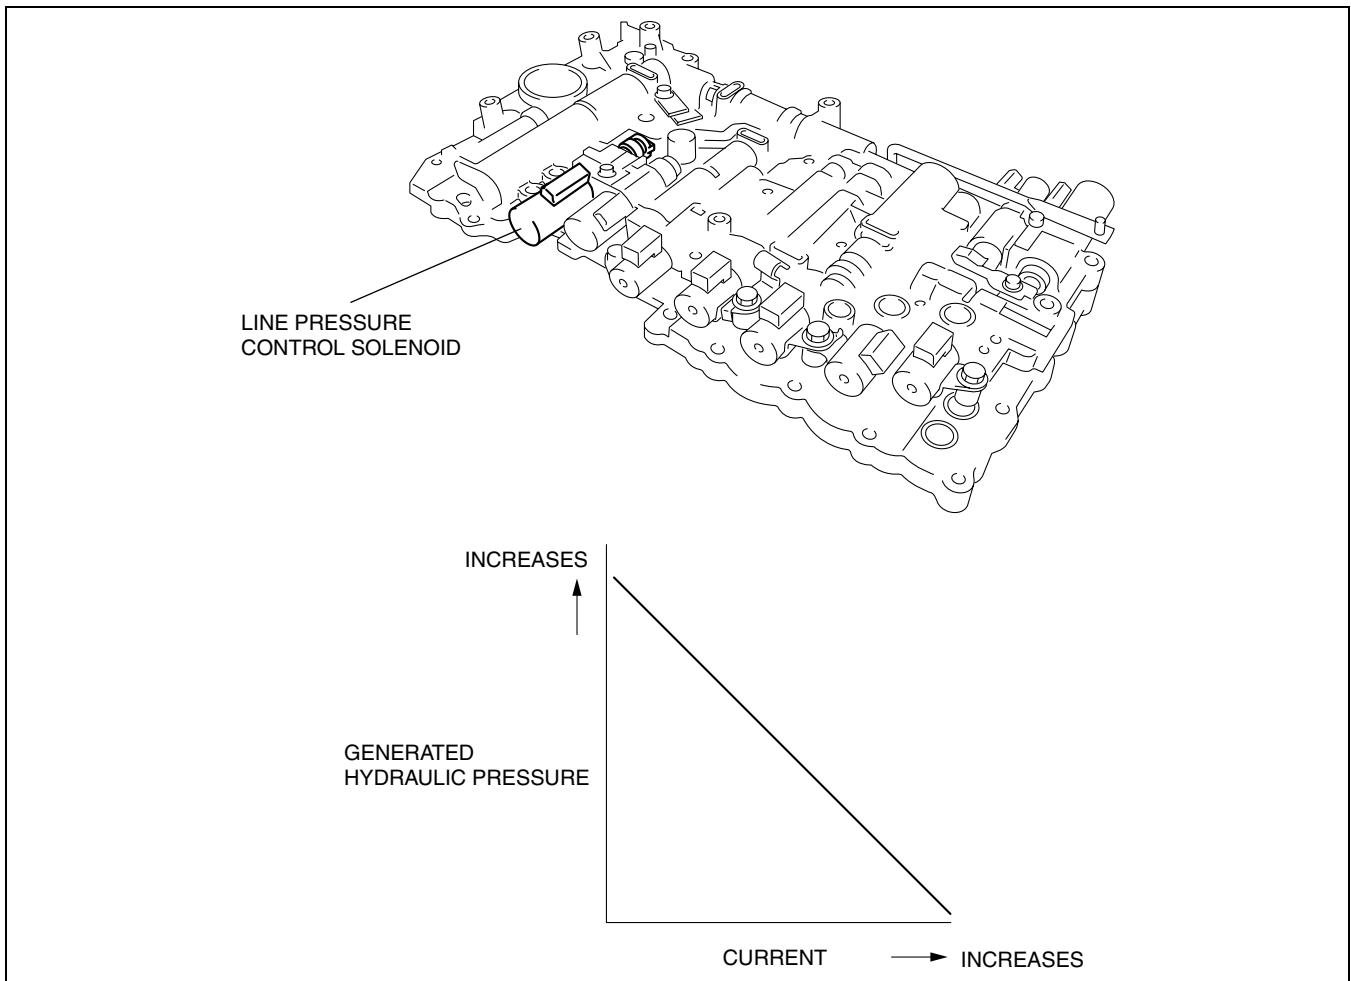 LINE PRESSURE
CONTROL SOLENOID
INCREASES
GENERATED
HYDRAULIC PRESSURE
CURRENT
INCREASES